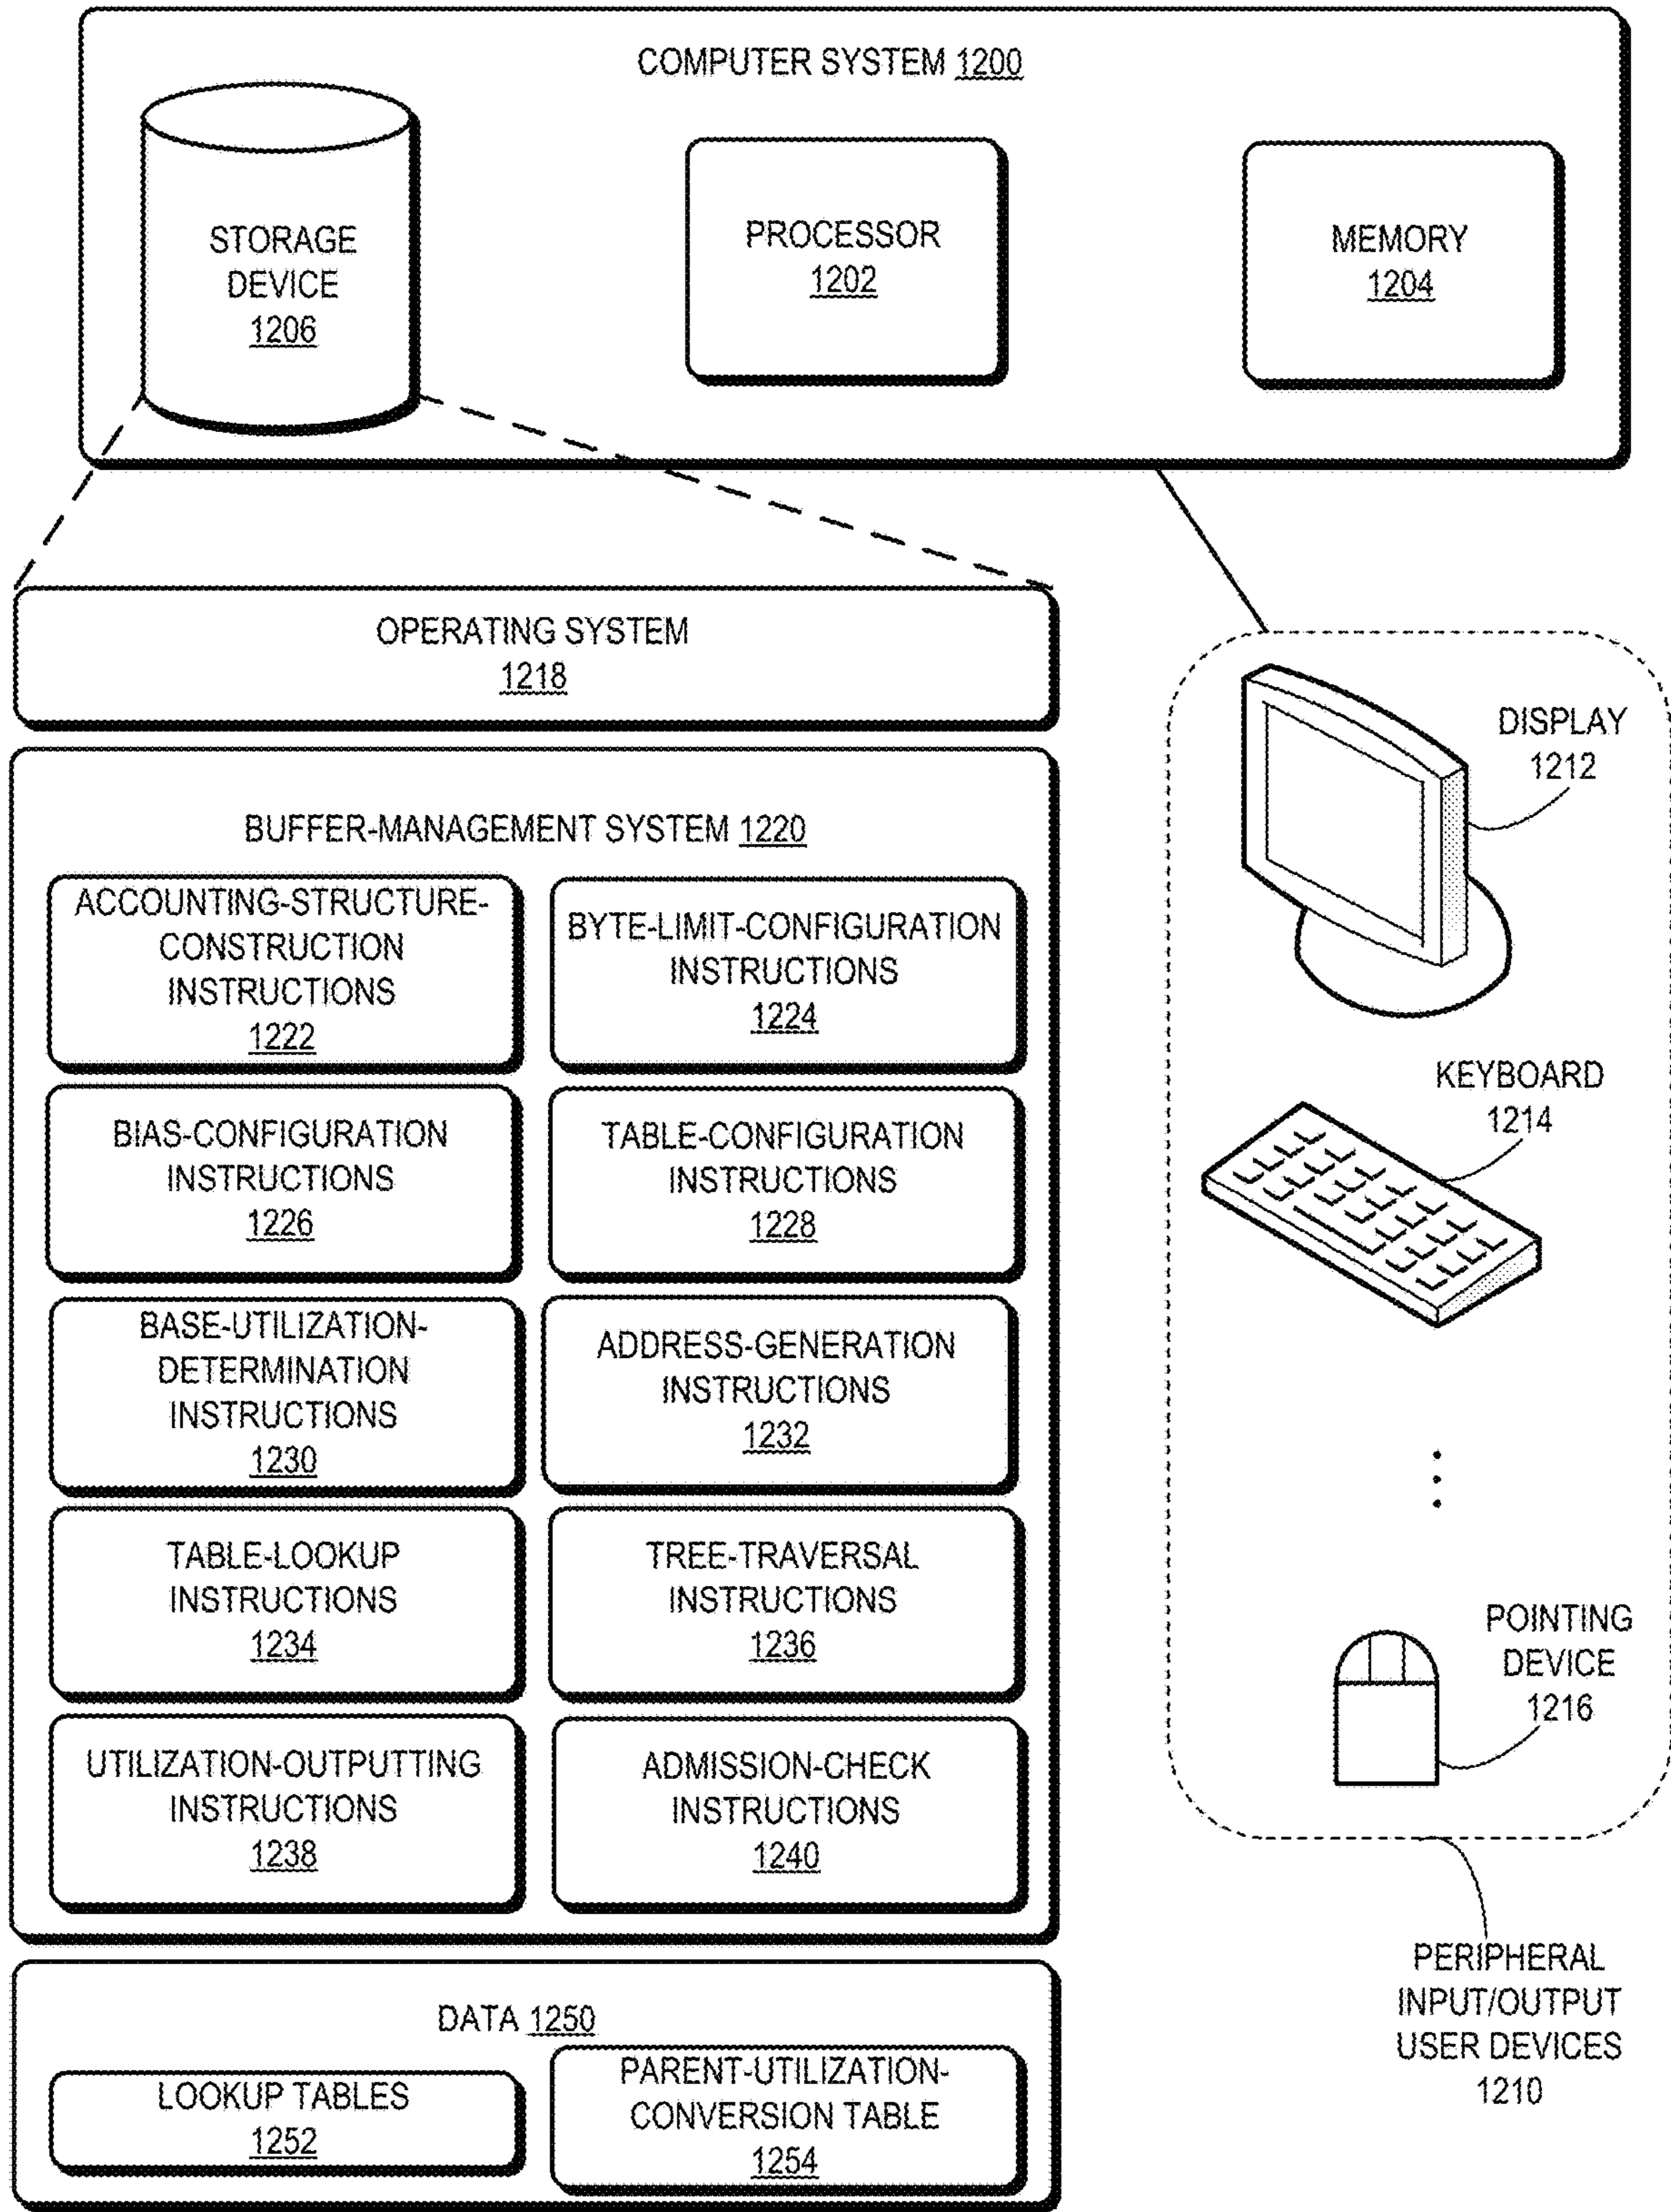 COMPUTER SYSTEM 1200
STORAGE
DEVICE
1206
PROCESSOR
1202
MEMORY
1204
OPERATING SYSTEM
1218
BUFFER-MANAGEMENT SYSTEM 1220
ACCOUNTING-STRUCTURE-
CONSTRUCTION
INSTRUCTIONS
1222
BYTE-LIMIT-CONFIGURATION
INSTRUCTIONS
1224
BIAS-CONFIGURATION
INSTRUCTIONS
1226
TABLE-CONFIGURATION
INSTRUCTIONS
1228
BASE-UTILIZATION-
DETERMINATION
INSTRUCTIONS
1230
ADDRESS-GENERATION
INSTRUCTIONS
1232
TABLE-LOOKUP
INSTRUCTIONS
1234
TREE-TRAVERSAL
INSTRUCTIONS
1236
UTILIZATION-OUTPUTTING
INSTRUCTIONS
1238
ADMISSION-CHECK
INSTRUCTIONS
1240
DATA 1250
LOOKUP TABLES
1252
PARENT-UTILIZATION-
CONVERSION TABLE
1254
DISPLAY
1212
KEYBOARD
1214
POINTING
DEVICE
1216
PERIPHERAL
INPUT/OUTPUT
USER DEVICES
1210